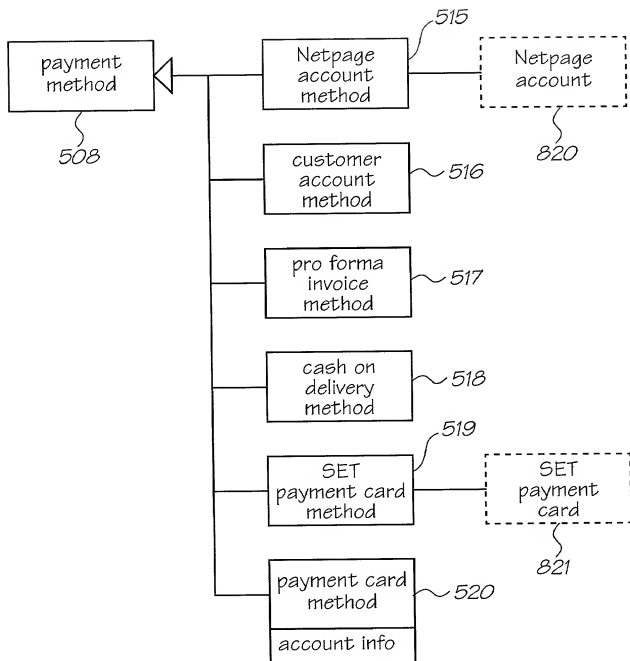 515
payment
method
508
Netpage
account
method
Netpage
account
820
customer
account
method
516
pro forma
invoice
method
517
cash on
delivery
method
518
519
SET
payment card
method
SET
payment
card
821
payment card
method
520
account info